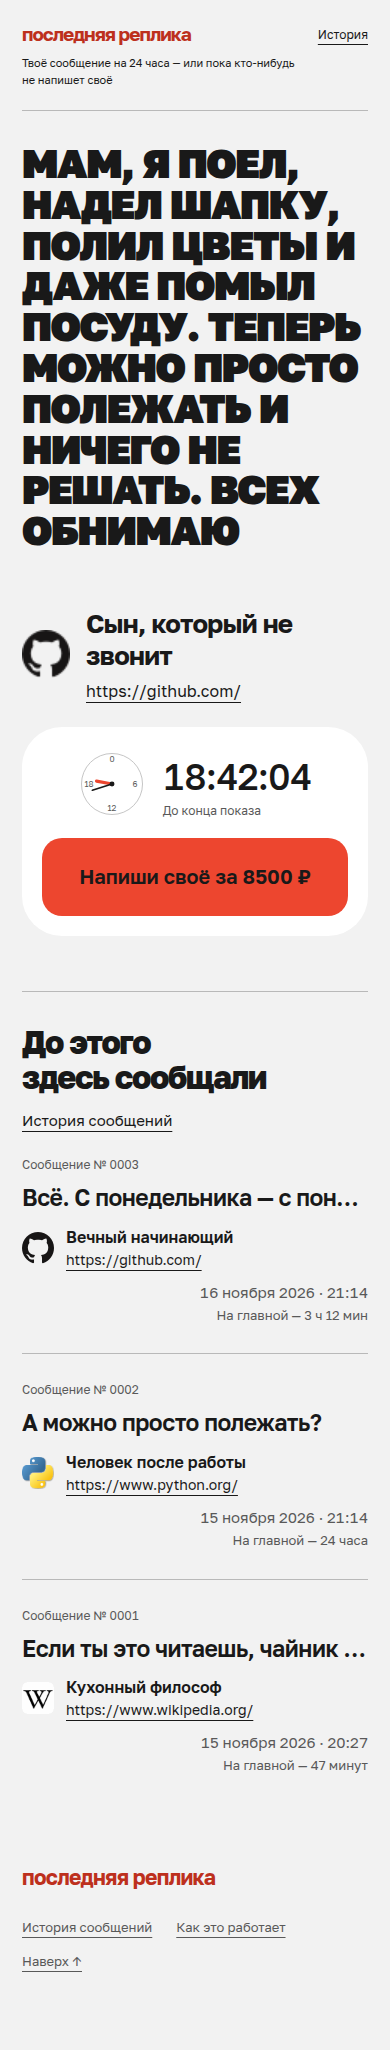 последняя реплика
История
Твоё сообщение на 24 часа — или пока кто-нибудь
не напишет своё
МАМ, Я ПОЕЛ,
НАДЕЛ ШАПКУ,
ПОЛИЛ ЦВЕТЫ И
ДАЖЕ ПОМЫЛ
ПОСУДУ. ТЕПЕРЬ
МОЖНО ПРОСТО
ПОЛЕЖАТЬ И
НИЧЕГО НЕ
РЕШАТЬ. ВСЕХ
ОБНИМАЮ
Сын, который не
звонит
https://github.com/
0
18 6
12
18:42:04
До конца показа
Напиши своё за 8500 ₽
До этого
здесь сообщали
История сообщений
Сообщение № 0003
Всё. С понедельника — с пон...
Вечный начинающий
https://github.com/
16 ноября 2026 · 21:14
На главной — 3 ч 12 мин
Сообщение № 0002
А можно просто полежать?
Человек после работы
https://www.python.org/
15 ноября 2026 · 21:14
На главной — 24 часа
Сообщение № 0001
Если ты это читаешь, чайник ...
W
Кухонный философ
https://www.wikipedia.org/
15 ноября 2026 · 20:27
На главной — 47 минут
последняя реплика
История сообщений Как это работает
Наверх ↑